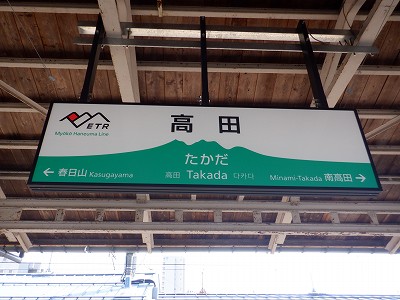 ETR
Myōkō Haneuma Line
高田
たかだ
← 春日山 Kasugayama
高田 Takada 다카다
Minami-Takada 南高田 →